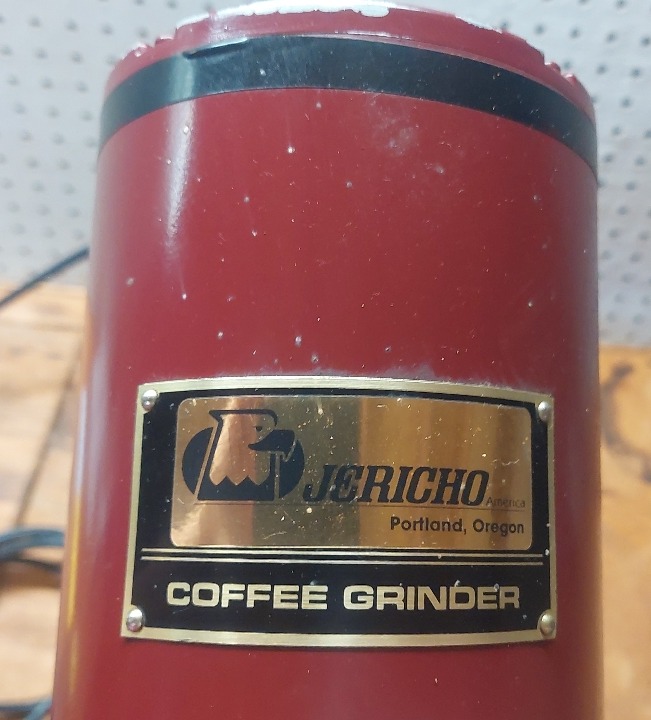 JERICHO America
Portland, Oregon
COFFEE GRINDER